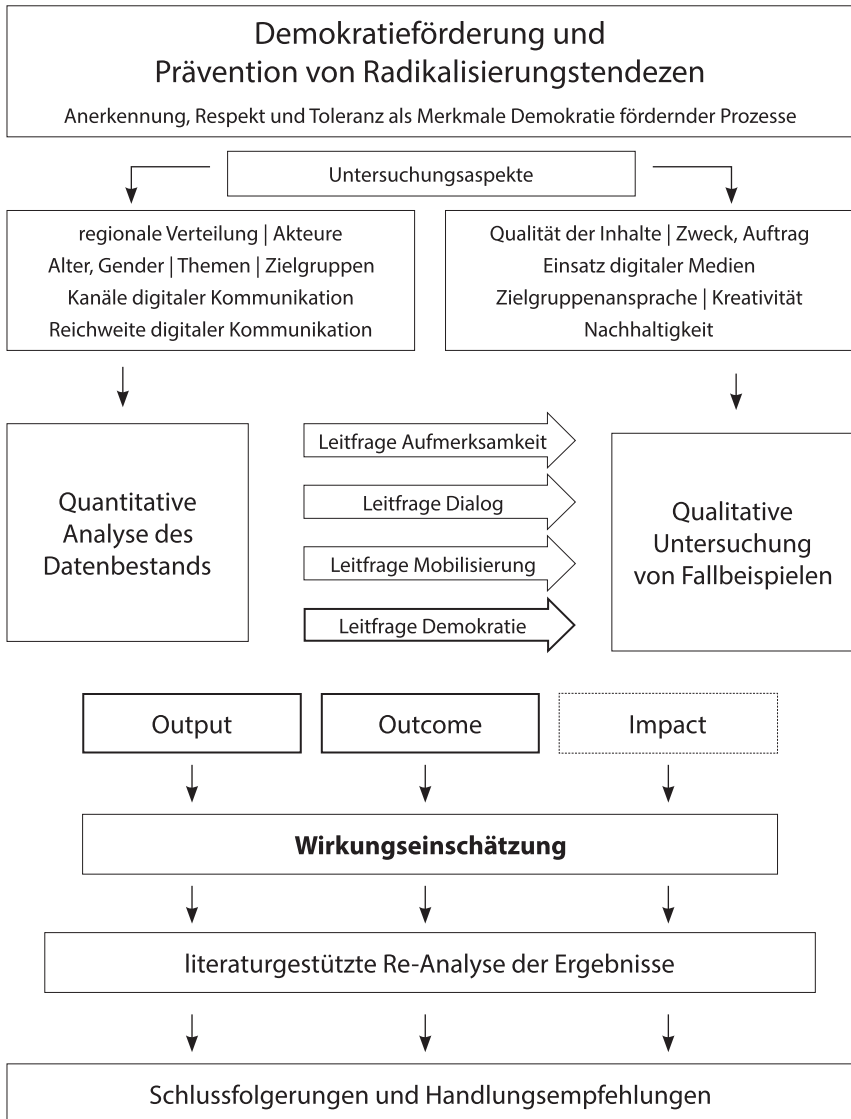 Demokratieförderung und
Prävention von Radikalisierungstendezen
Anerkennung, Respekt und Toleranz als Merkmale Demokratie fördernder Prozesse
Untersuchungsaspekte
regionale Verteilung | Akteure
Alter, Gender | Themen | Zielgruppen
Kanäle digitaler Kommunikation
Reichweite digitaler Kommunikation
Qualität der Inhalte | Zweck, Auftrag
Einsatz digitaler Medien
Zielgruppenansprache | Kreativität
Nachhaltigkeit
Quantitative
Analyse des
Datenbestands
Leitfrage Aufmerksamkeit
Leitfrage Dialog
Leitfrage Mobilisierung
Leitfrage Demokratie
Qualitative
Untersuchung
von Fallbeispielen
Output
Outcome
Impact
Wirkungseinschätzung
literaturgestützte Re-Analyse der Ergebnisse
Schlussfolgerungen und Handlungsempfehlungen